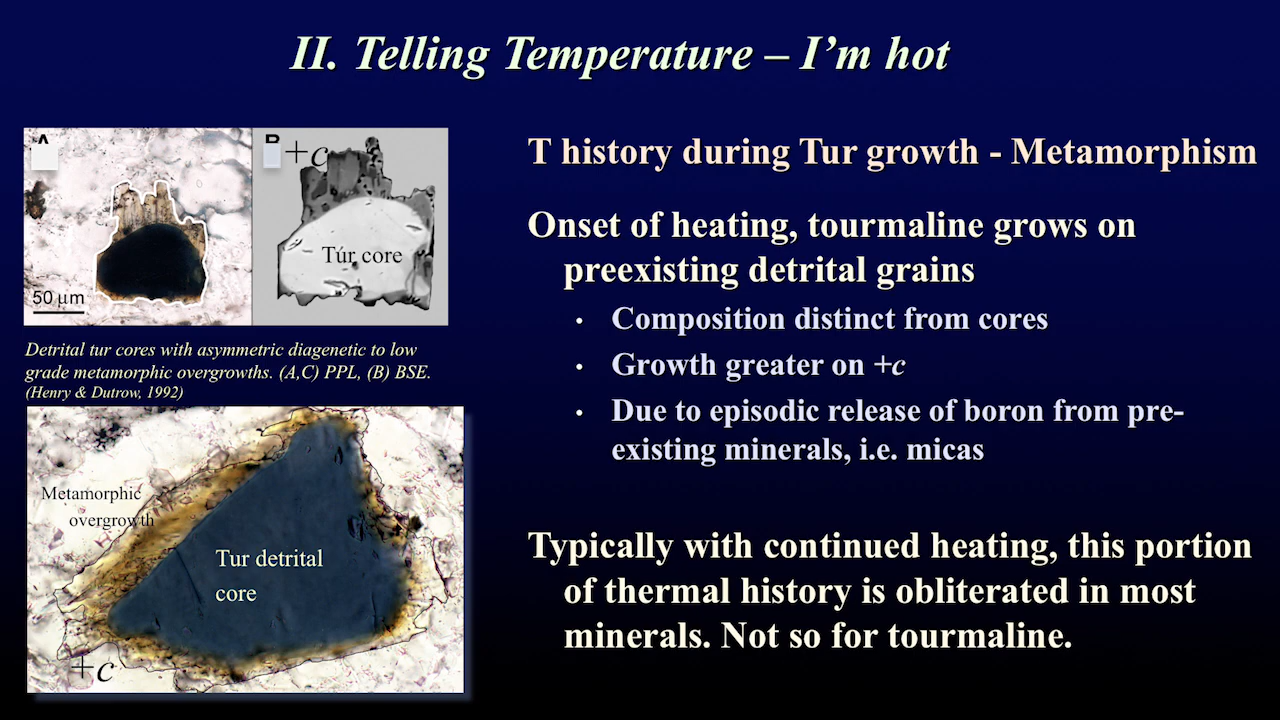 II. Telling Temperature – I’m hot
A
B
+c
Tur core
50 µm
Detrital tur cores with asymmetric diagenetic to low
grade metamorphic overgrowths. (A,C) PPL, (B) BSE.
(Henry & Dutrow, 1992)
Metamorphic
overgrowth
Tur detrital
core
+c
T history during Tur growth - Metamorphism
Onset of heating, tourmaline grows on
preexisting detrital grains
• Composition distinct from cores
• Growth greater on +c
• Due to episodic release of boron from pre-
existing minerals, i.e. micas
Typically with continued heating, this portion
of thermal history is obliterated in most
minerals. Not so for tourmaline.